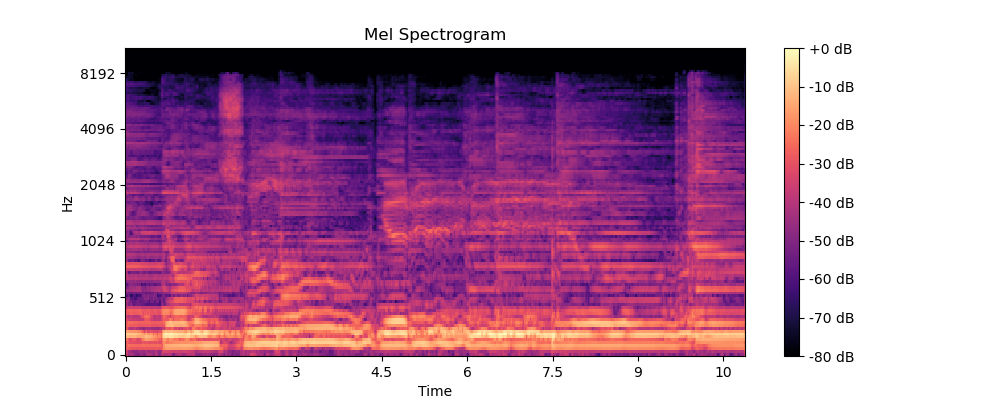 Mel Spectrogram
+0 dB
8192
-10 dB
4096
-20 dB
-30 dB
2048
Hz
-40 dB
1024
-50 dB
-60 dB
512
-70 dB
0
-80 dB
0 1.5 3 4.5 6 7.5 9 10
Time